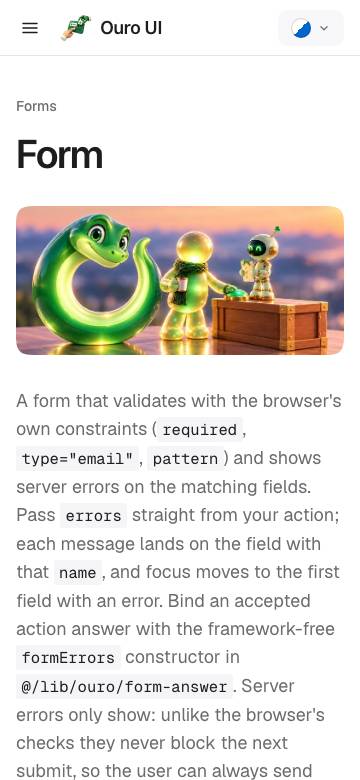 Ouro UI
Forms
Form
A form that validates with the browser's
own constraints ( required ,
type="email" , pattern ) and shows
server errors on the matching fields.
Pass errors straight from your action;
each message lands on the field with
that name , and focus moves to the first
field with an error. Bind an accepted
action answer with the framework-free
formErrors constructor in
@/lib/ouro/form-answer . Server
errors only show: unlike the browser's
checks they never block the next
submit, so the user can always send